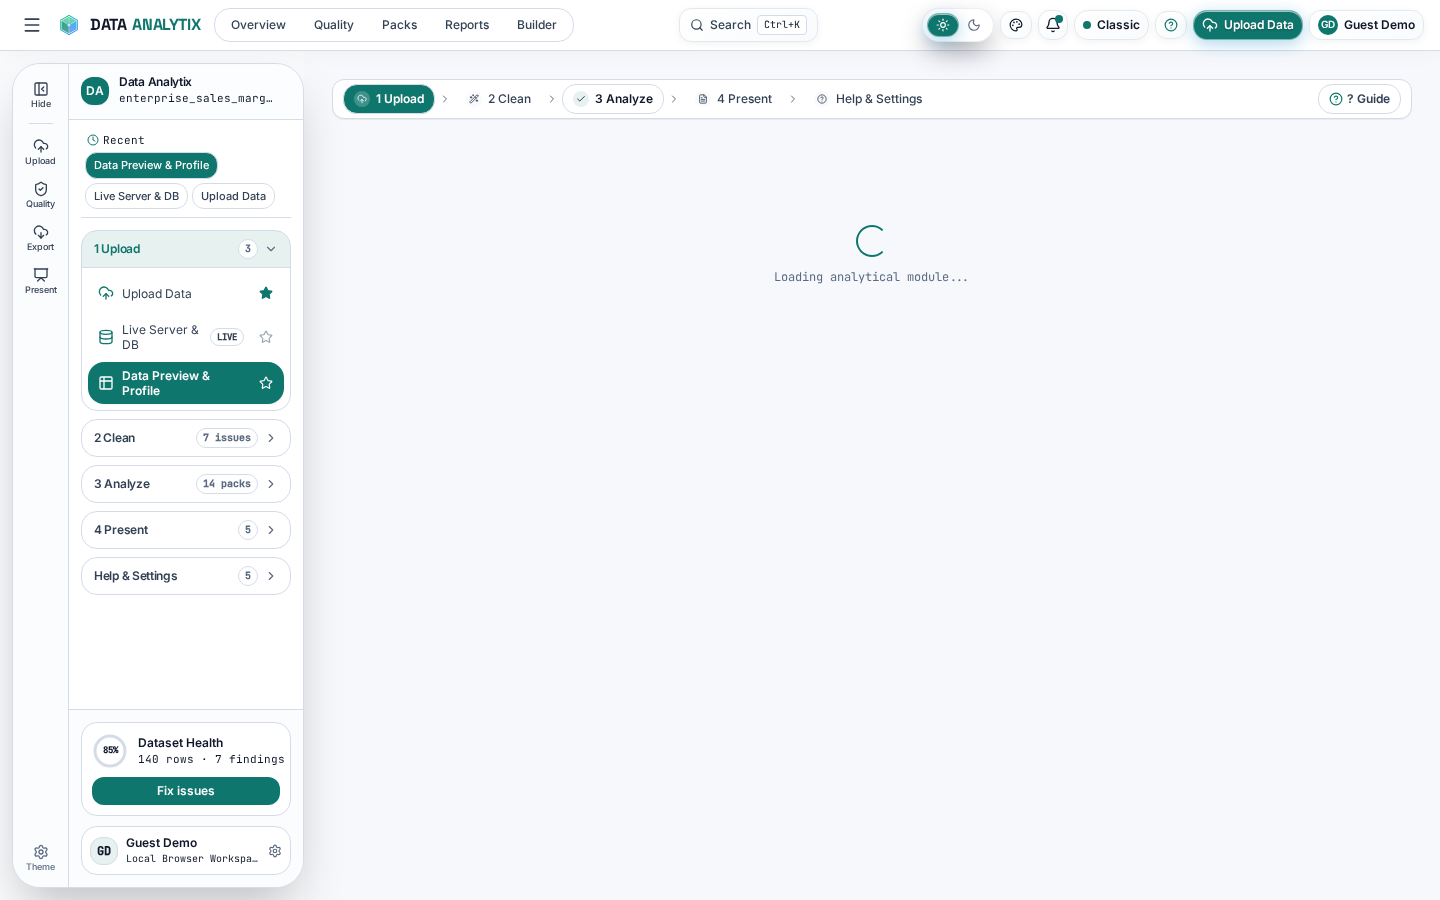 DATA ANALYTIX
Overview
Quality
Packs
Reports
Builder
Search
Ctrl+K
Classic
Upload Data
GD
Guest Demo
Hide
Upload
Quality
Export
Present
Theme
DA
Data Analytix
enterprise_sales_marg…
Recent
Data Preview & Profile
Live Server & DB
Upload Data
1 Upload
3
Upload Data
Live Server &
DB
LIVE
Data Preview &
Profile
2 Clean
7 issues
3 Analyze
14 packs
4 Present
5
Help & Settings
5
85%
Dataset Health
140 rows · 7 findings
Fix issues
GD
Guest Demo
Local Browser Workspa…
1 Upload
2 Clean
3 Analyze
4 Present
Help & Settings
? Guide
Loading analytical module...